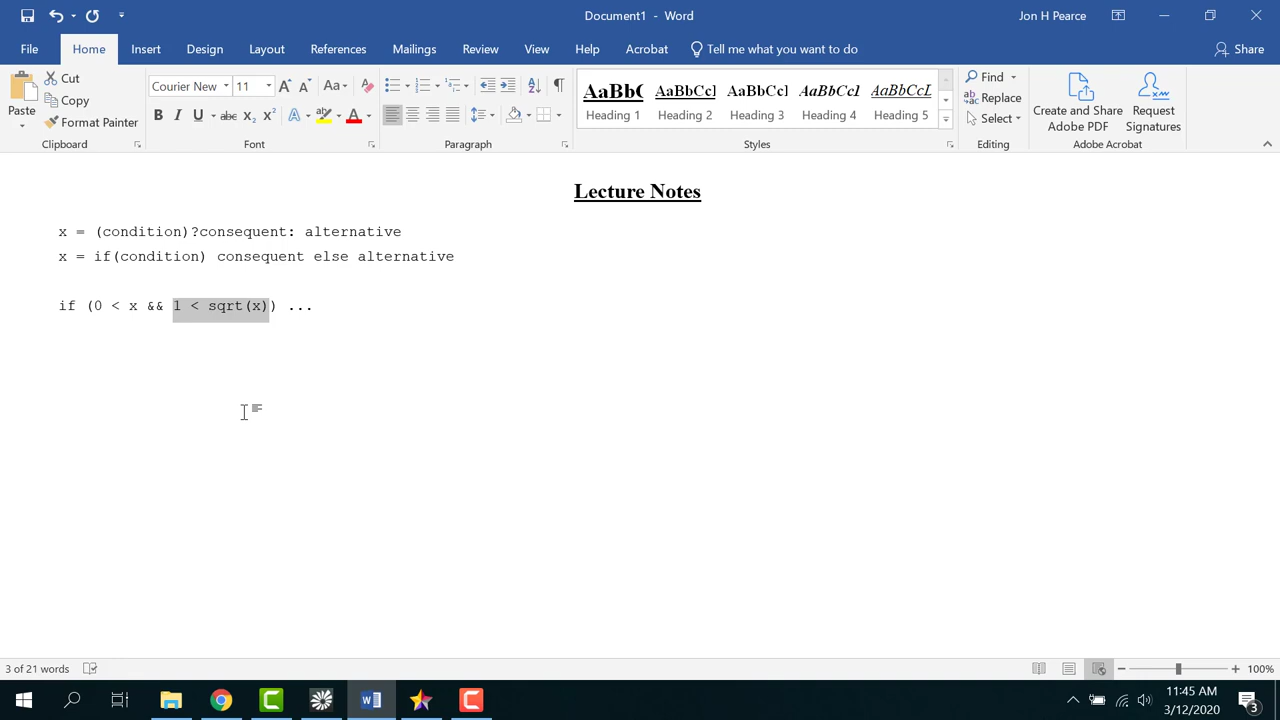 Document1 - Word
Jon H Pearce
File Home Insert Design Layout References Mailings Review View Help Acrobat Tell me what you want to do Share
Paste
Cut
Copy
Format Painter
Clipboard
Courier New 11
Font
Paragraph
AaBbC AaBbCcI AaBbCcI AaBbCcI AaBbCcL
Heading 1 Heading 2 Heading 3 Heading 4 Heading 5
Styles
Find
Replace
Select
Editing
Create and Share Adobe PDF
Request Signatures
Adobe Acrobat
Lecture Notes
x = (condition)?consequent: alternative
x = if(condition) consequent else alternative
if (0 < x && 1 < sqrt(x)) ...
3 of 21 words
100%
11:45 AM
3/12/2020
3